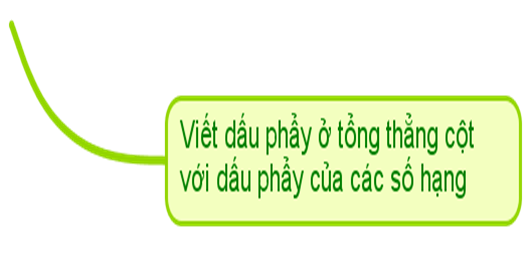 Viết dấu phẩy ở tổng thẳng cột
với dấu phẩy của các số hạng